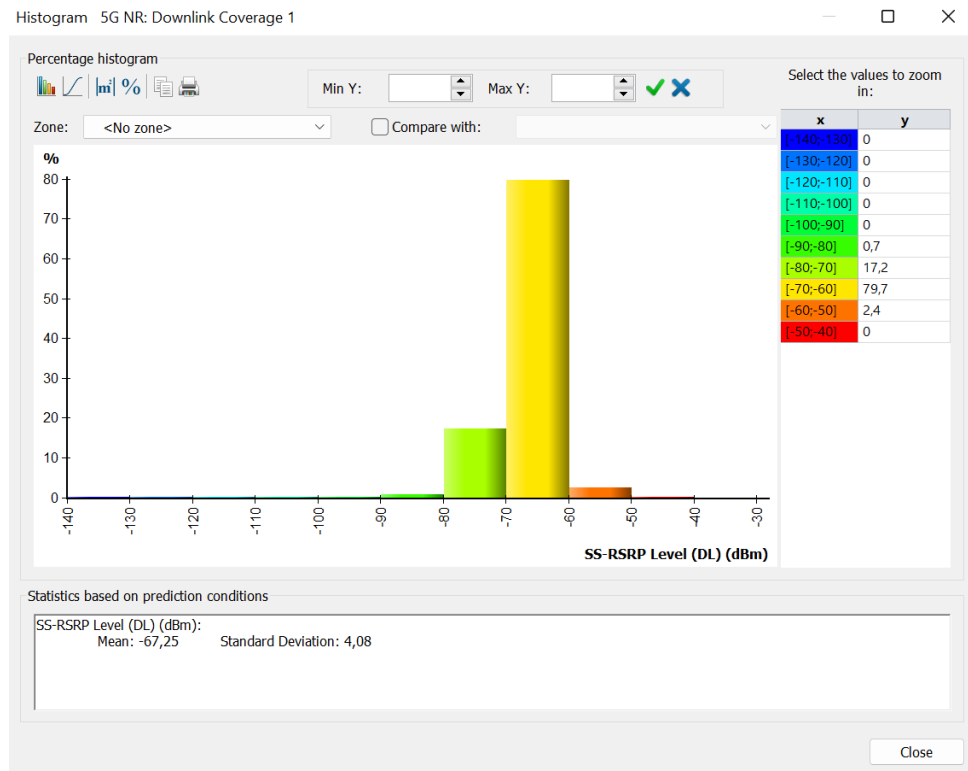 Histogram 5G NR: Downlink Coverage 1
Percentage histogram
m² %
Min Y:
Max Y:
Select the values to zoom
in:
Zone: <No zone>
Compare with:
x y
[-140;-130] 0
[-130;-120] 0
[-120;-110] 0
[-110;-100] 0
[-100;-90] 0
[-90;-80] 0,7
[-80;-70] 17,2
[-70;-60] 79,7
[-60;-50] 2,4
[-50;-40] 0
%
80
70
60
50
40
30
20
10
0
-140 -130 -120 -110 -100 -90 -80 -70 -60 -50 -40 -30
SS-RSRP Level (DL) (dBm)
Statistics based on prediction conditions
SS-RSRP Level (DL) (dBm):
Mean: -67,25 Standard Deviation: 4,08
Close